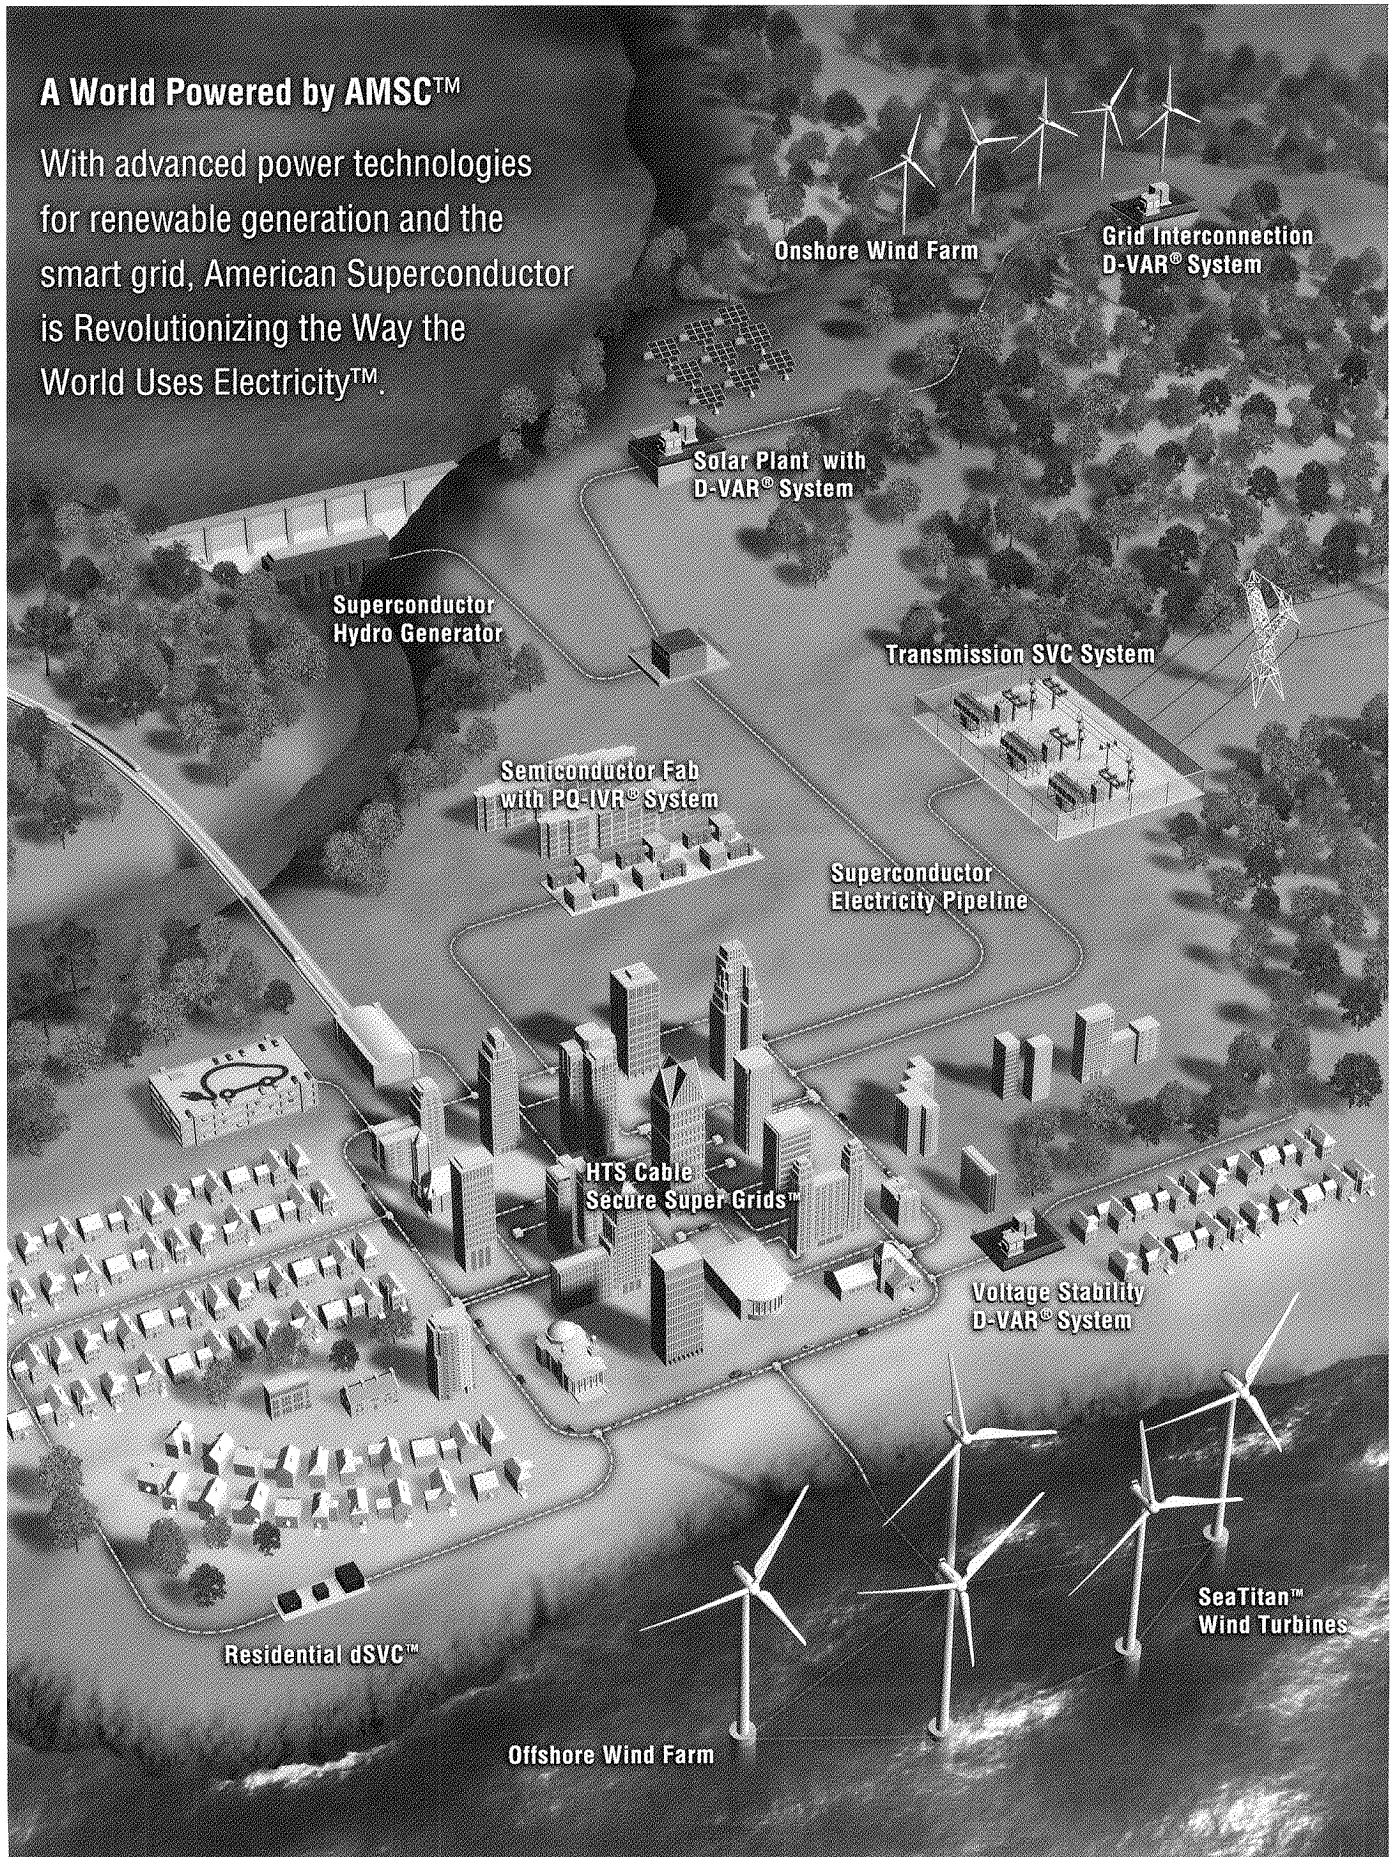 A World Powered by AMSC™
With advanced power technologies
for renewable generation and the
smart grid, American Superconductor
is Revolutionizing the Way the
World Uses Electricity™.
Onshore Wind Farm
Grid Interconnection
D-VAR® System
Solar Plant with
D-VAR® System
Superconductor
Hydro Generator
Transmission SVC System
Semiconductor Fab
with PQ-IVR® System
Superconductor
Electricity Pipeline
HTS Cable
Secure Super Grids™
Voltage Stability
D-VAR® System
SeaTitan™
Wind Turbines
Residential dSVC™
Offshore Wind Farm